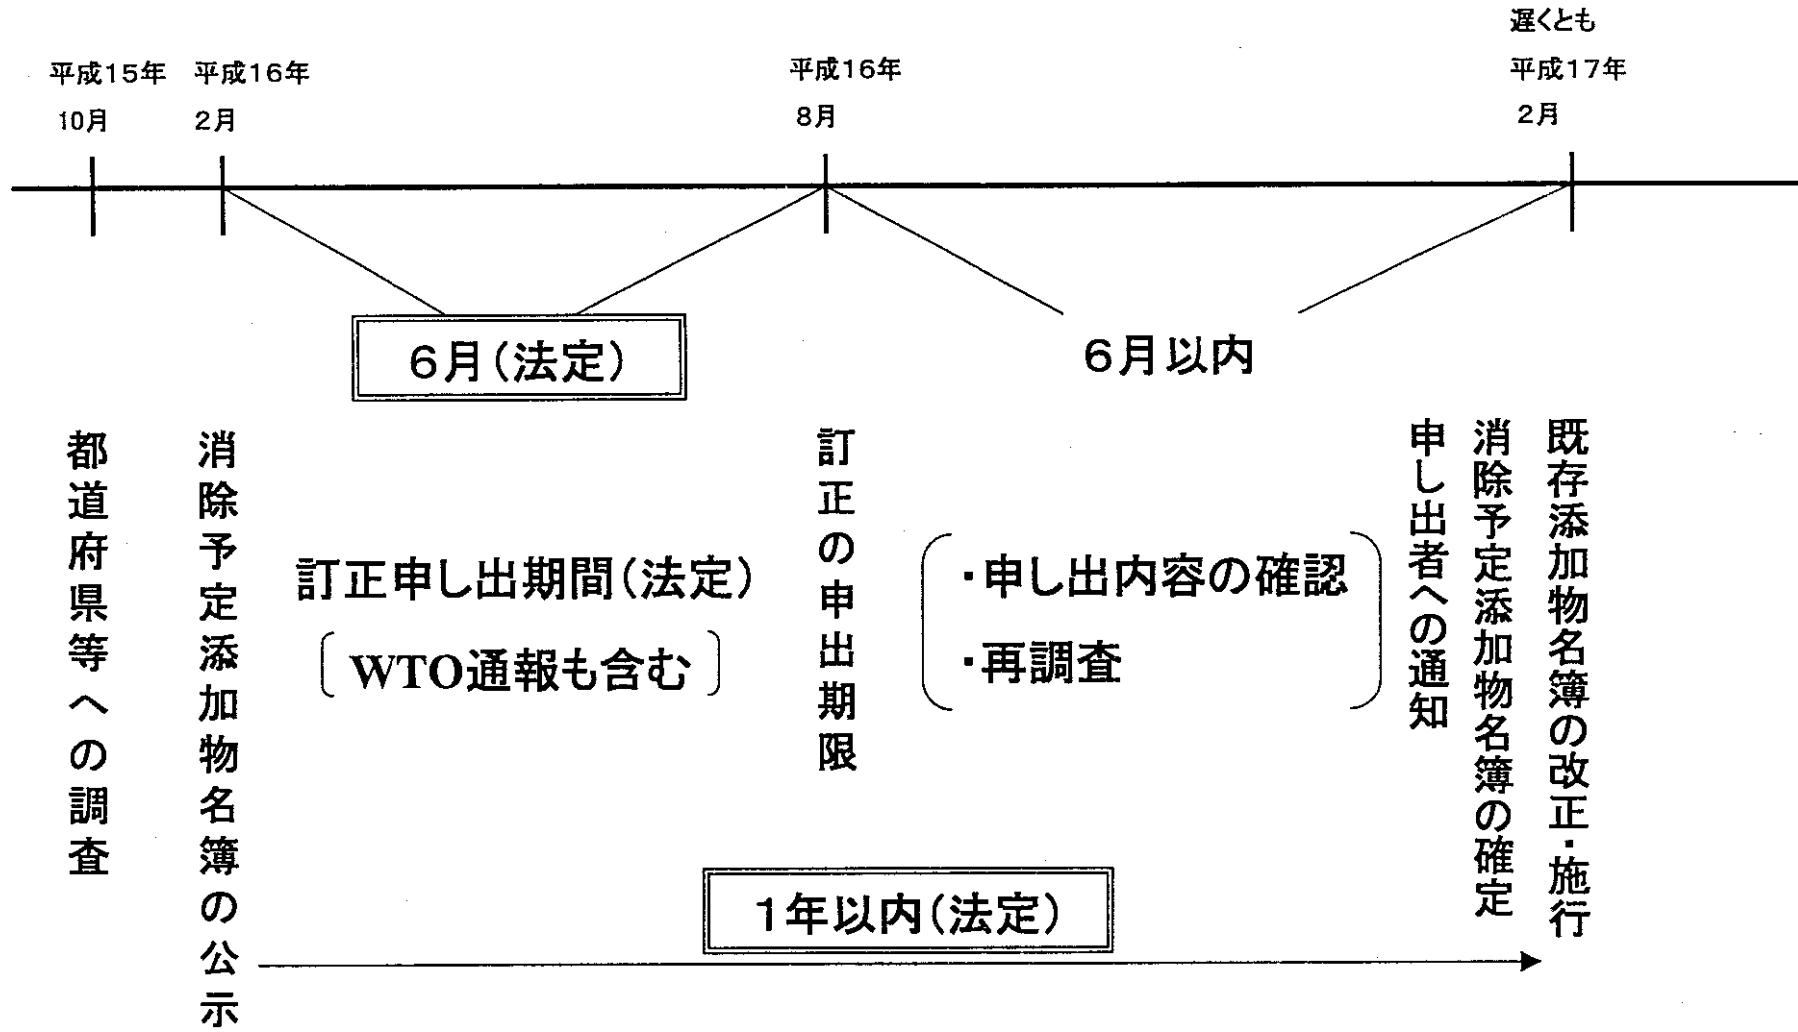 平成15年
10月
平成16年
2月
平成16年
8月
遅くとも
平成17年
2月
6月(法定)
6月以内
都道府県等への調査
消除予定添加物名簿の公示
訂正申し出期間(法定)
WTO通報も含む
訂正の申出期限
・申し出内容の確認
・再調査
申し出者への通知
消除予定添加物名簿の確定
既存添加物名簿の改正・施行
1年以内(法定)